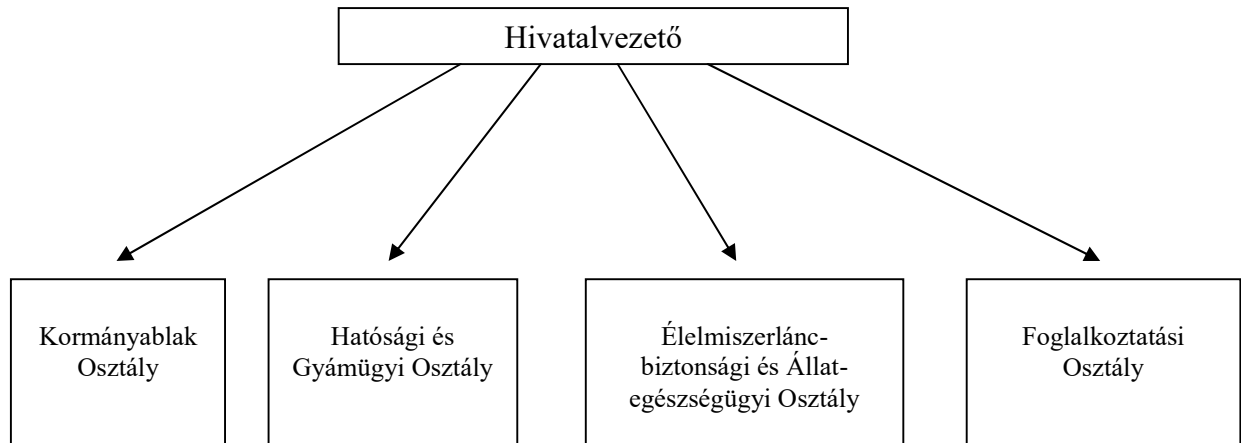 Hivatalvezető
Kormányablak
Osztály
Hatósági és
Gyámügyi Osztály
Élelmiszerlánc-
biztonsági és Állat-
egészségügyi Osztály
Foglalkoztatási
Osztály